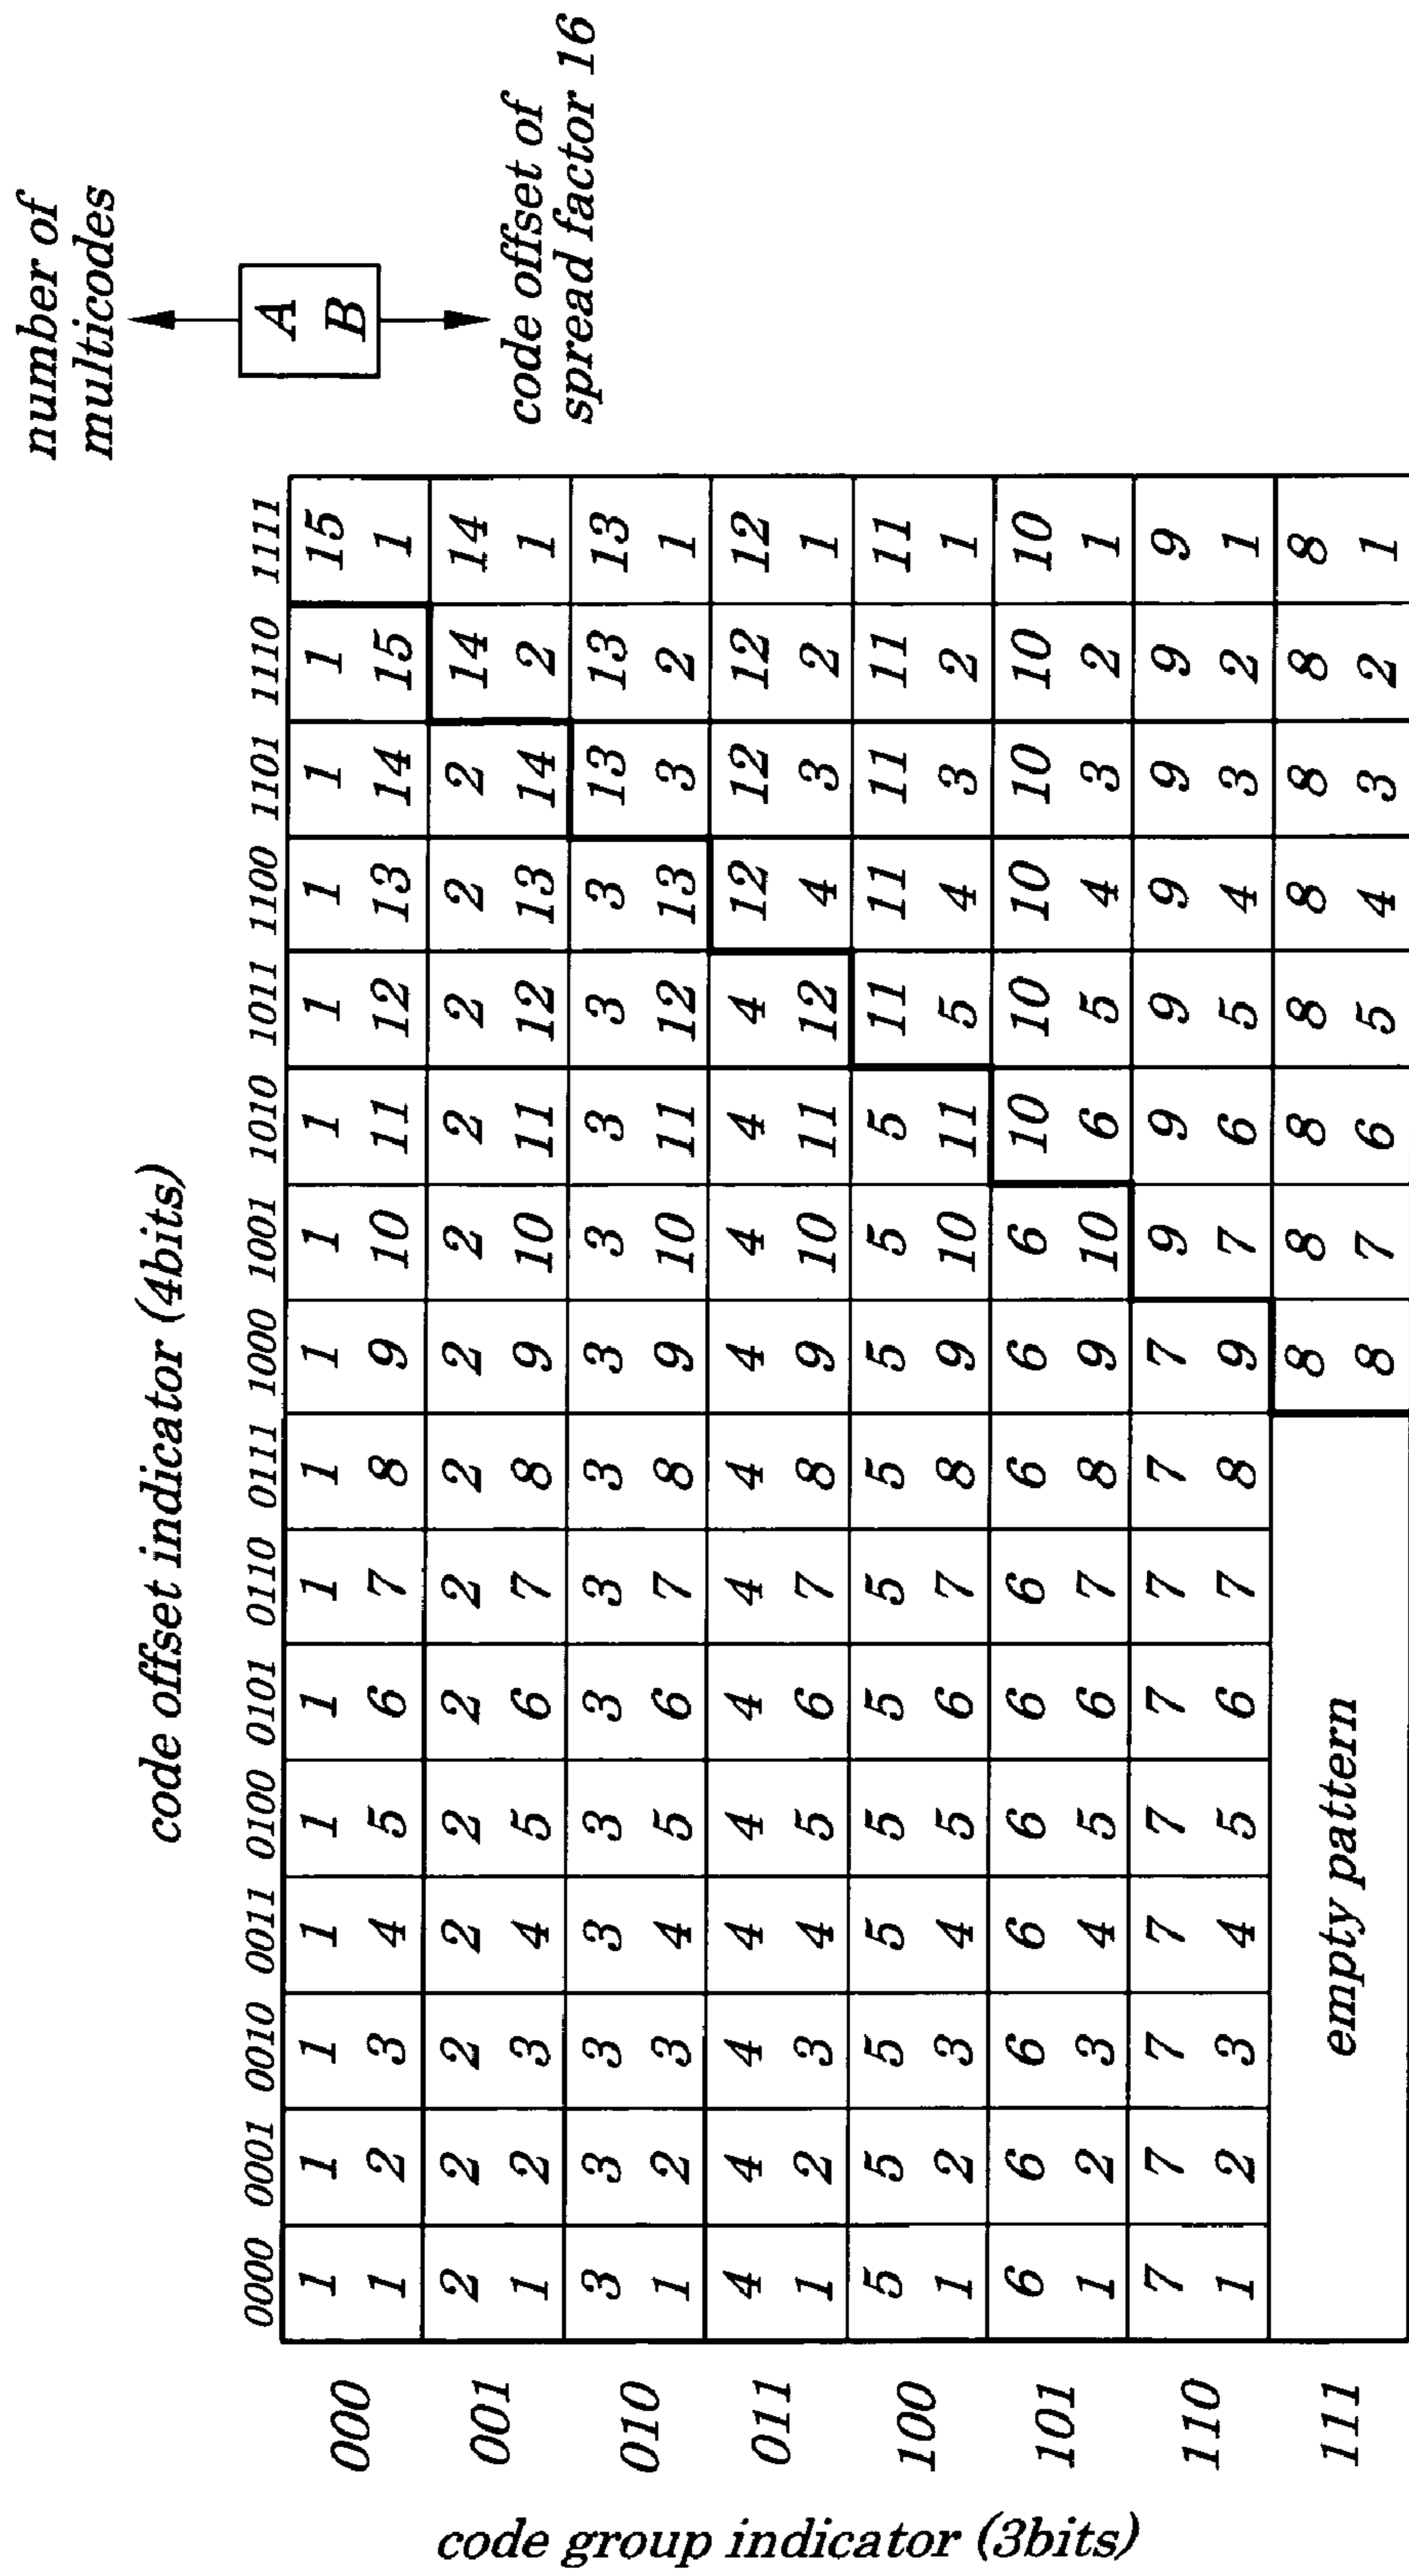 number of
multicodes
A
B
code offset of
spread factor 16
code offset indicator (4bits)
0000 0001 0010 0011 0100 0101 0110 0111 1000 1001 1010 1011 1100 1101 1110 1111
000
1 1 1 1 1 1 1 1 1 1 1 1 1 1 1 15
1 2 3 4 5 6 7 8 9 10 11 12 13 14 15 1
001
2 2 2 2 2 2 2 2 2 2 2 2 2 2 14 14
1 2 3 4 5 6 7 8 9 10 11 12 13 14 2 1
010
3 3 3 3 3 3 3 3 3 3 3 3 3 13 13 13
1 2 3 4 5 6 7 8 9 10 11 12 13 3 2 1
011
4 4 4 4 4 4 4 4 4 4 4 4 12 12 12 12
1 2 3 4 5 6 7 8 9 10 11 12 4 3 2 1
100
5 5 5 5 5 5 5 5 5 5 5 11 11 11 11 11
1 2 3 4 5 6 7 8 9 10 11 5 4 3 2 1
101
6 6 6 6 6 6 6 6 6 6 10 10 10 10 10 10
1 2 3 4 5 6 7 8 9 10 6 5 4 3 2 1
110
7 7 7 7 7 7 7 7 7 9 9 9 9 9 9 9
1 2 3 4 5 6 7 8 9 7 6 5 4 3 2 1
111
empty pattern
8 8 8 8 8 8 8 8
8 7 6 5 4 3 2 1
code group indicator (3bits)